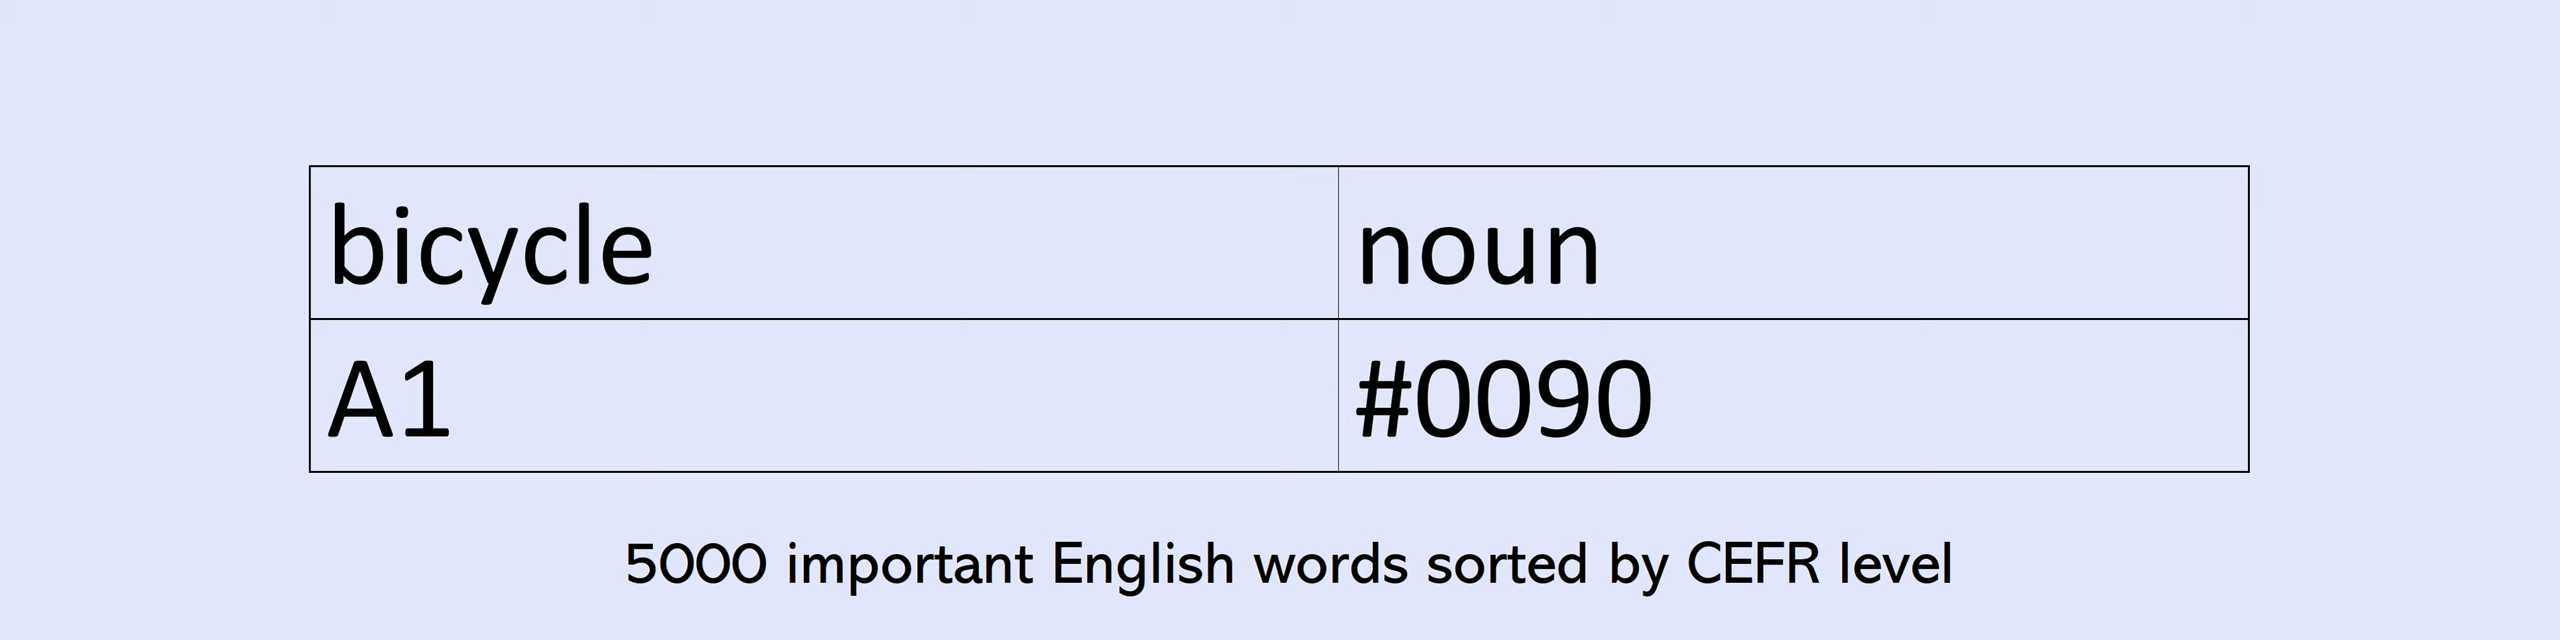 bicycle noun
A1 #0090
5000 important English words sorted by CEFR level